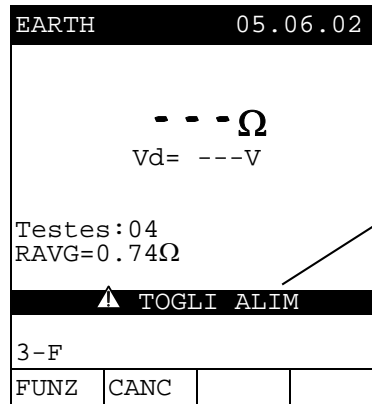 EARTH 05.06.02
- - - Ω
Vd= ---V
Testes:04
RAVG=0.74Ω
⚠ TOGLI ALIM
3-F
FUNZ CANC